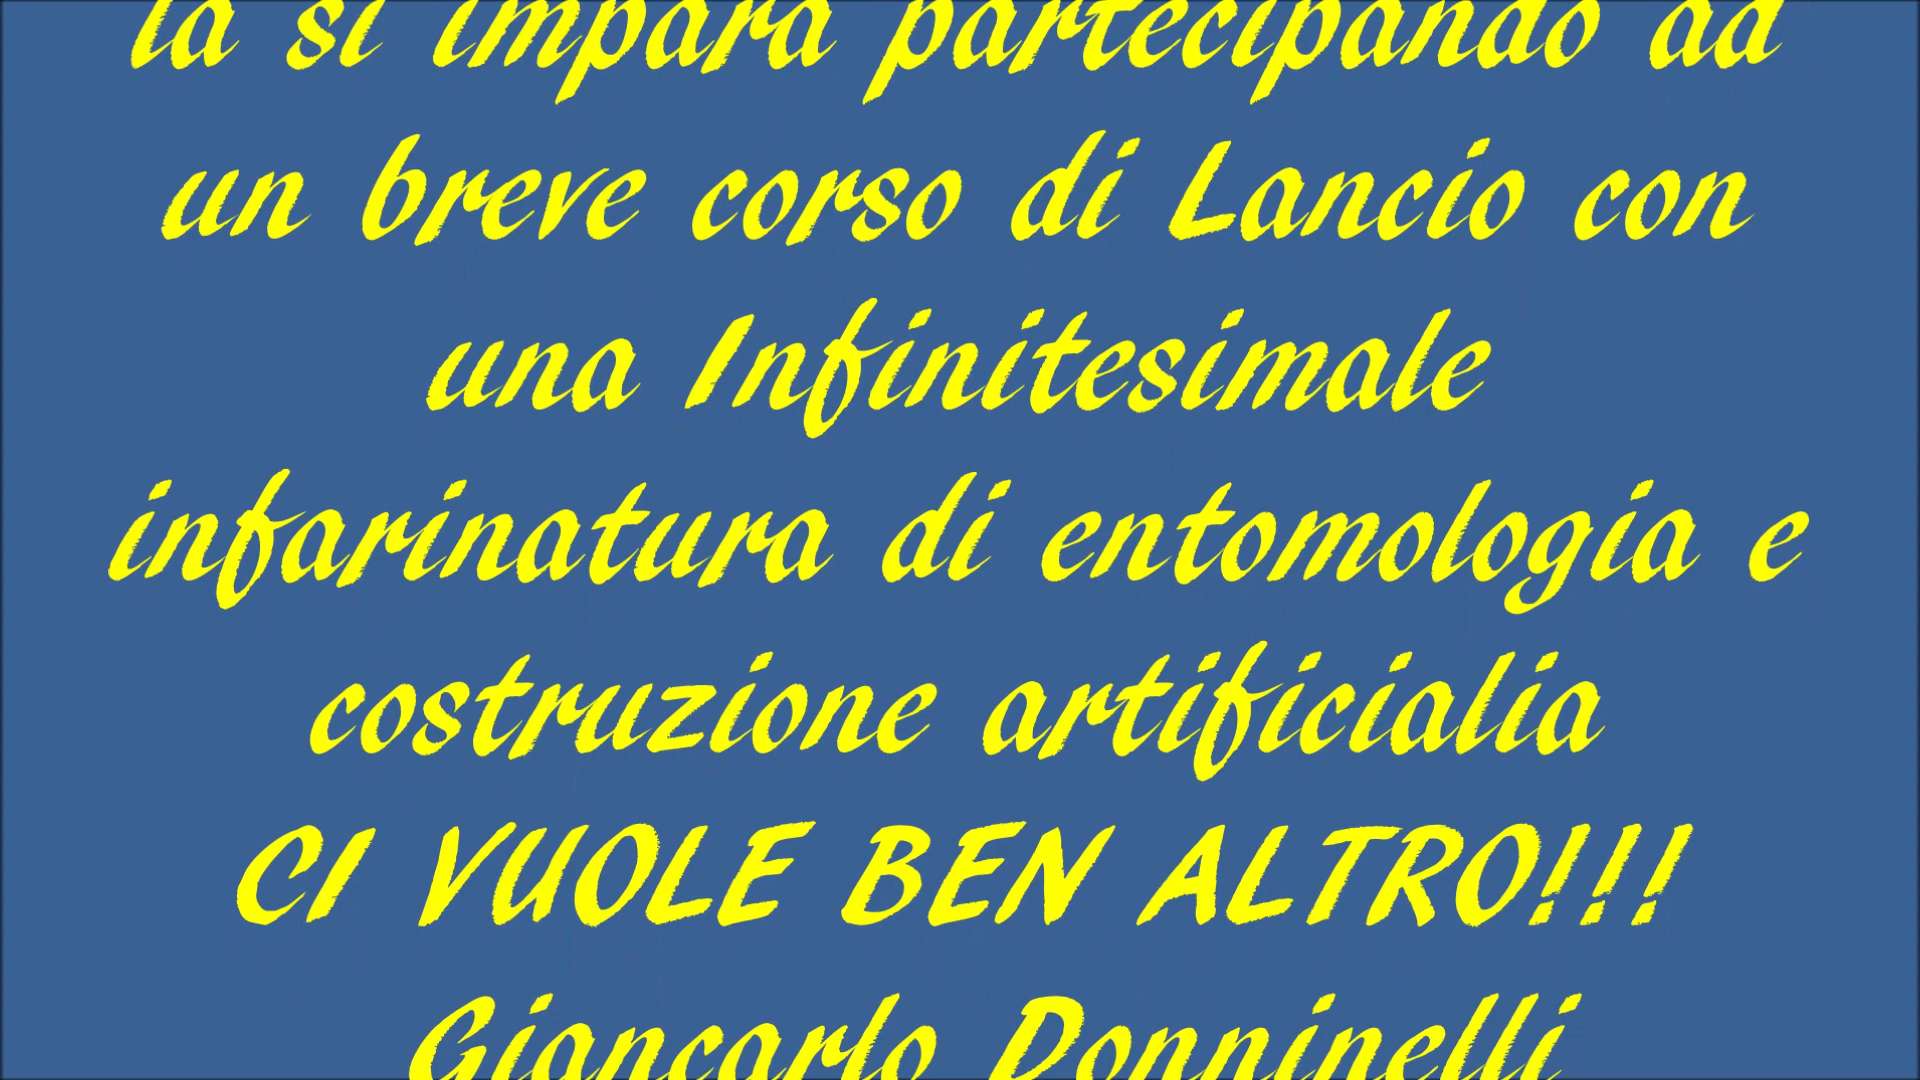 la si impara partecipando ad
un breve corso di Lancio con
una Infinitesimale
infarinatura di entomologia e
costruzione artificialia
CI VUOLE BEN ALTRO!!!
Giancarlo Donninelli